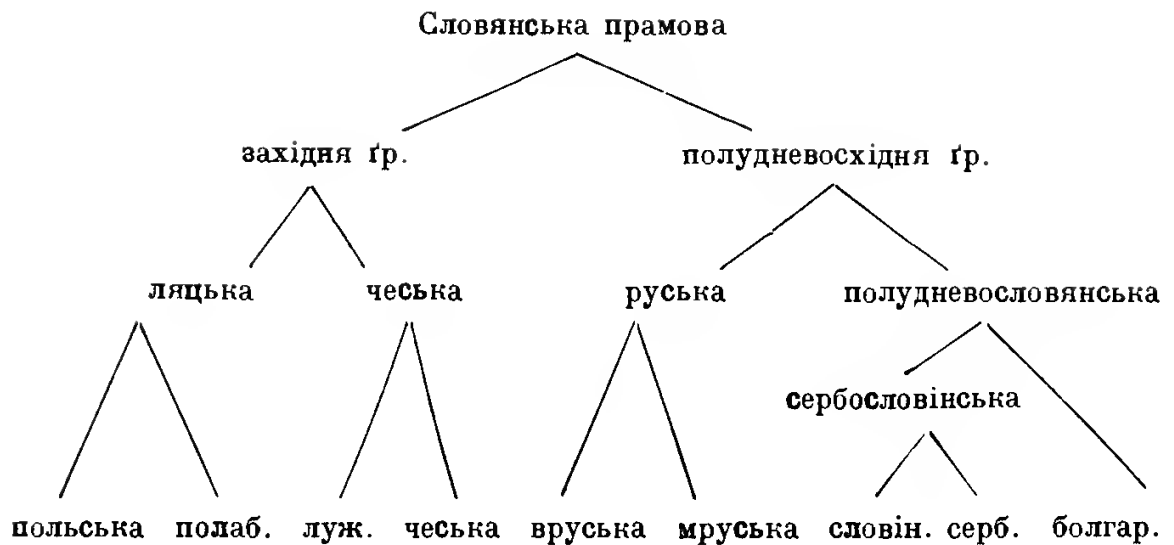 Словянська прамова
західня ґр. полудневосхідня ґр.
ляцька чеська руська полудневословянська
сербословінська
польська полаб. луж. чеська вруська мруська словін. серб. болгар.